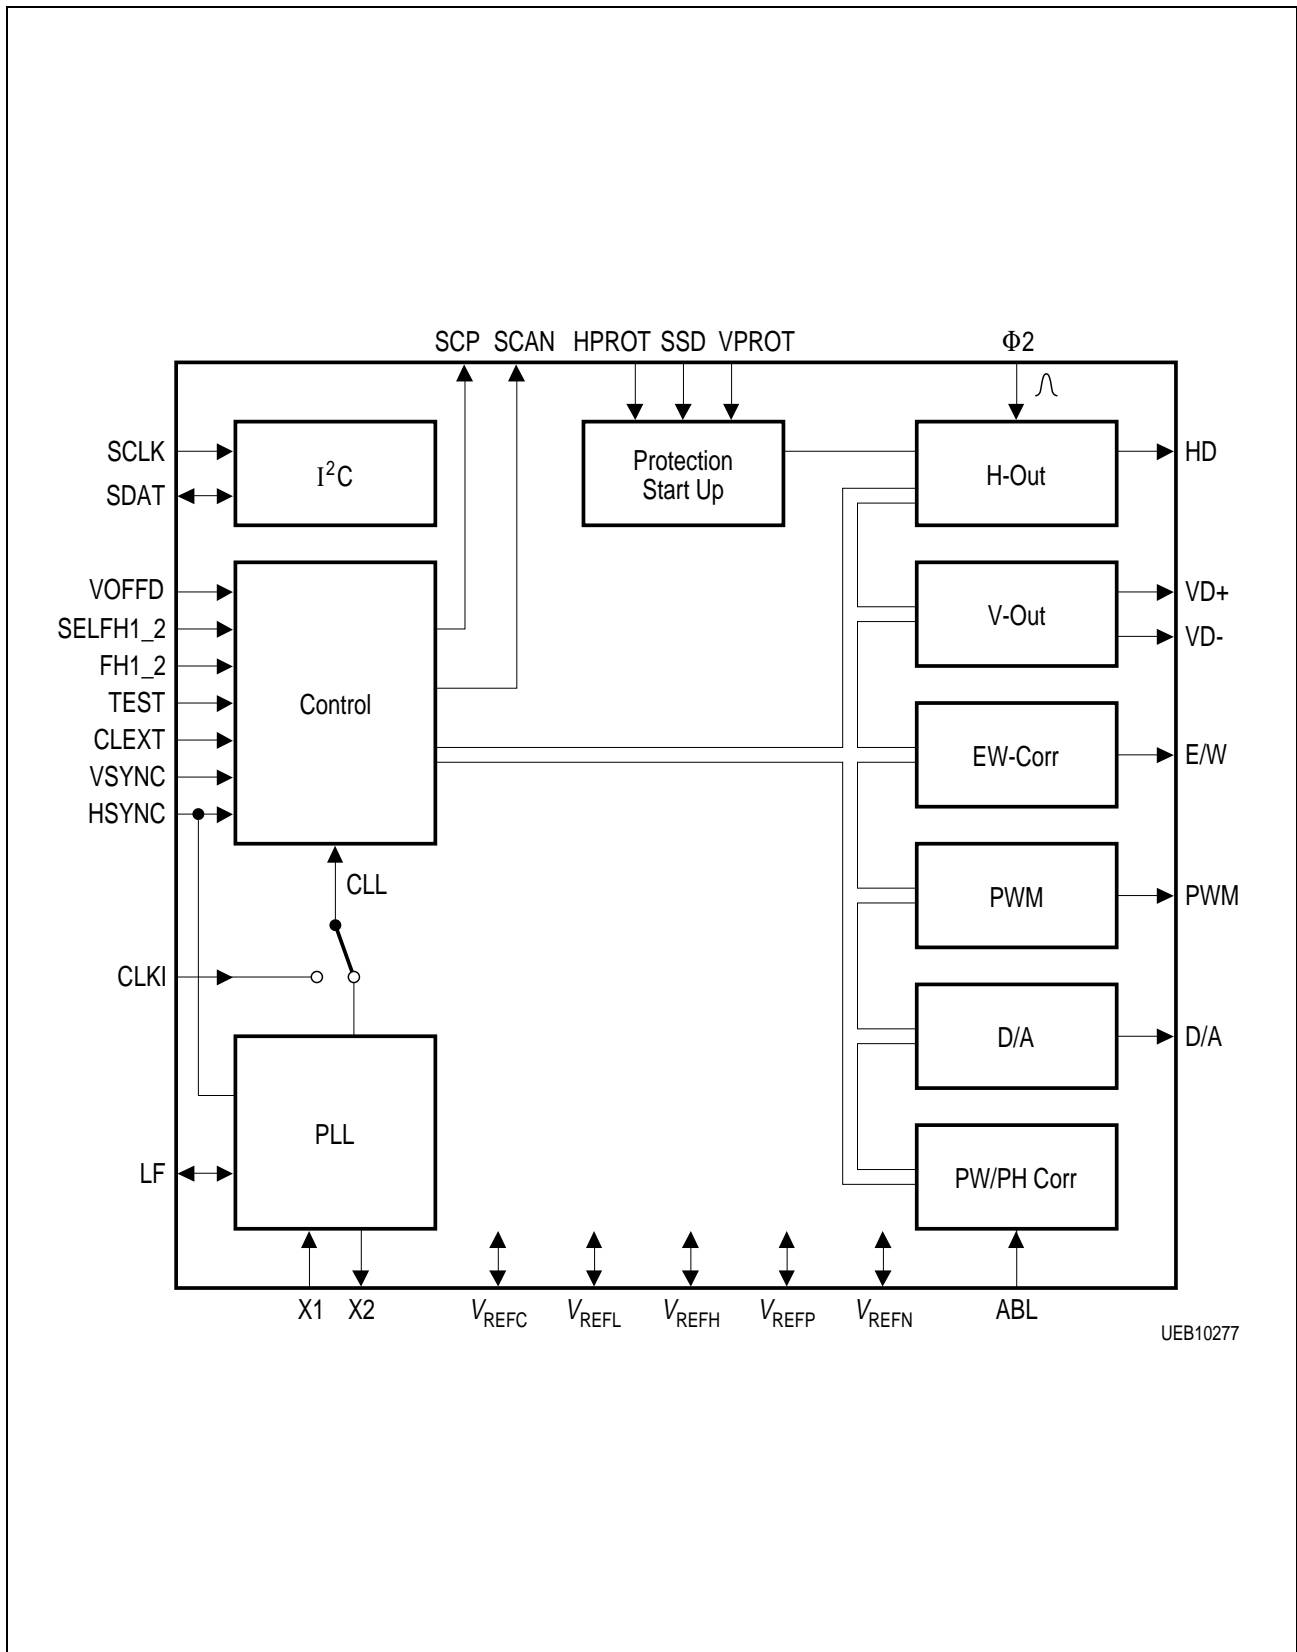 SCP SCAN HPROT SSD VPROT Φ2
SCLK
SDAT
I²C
Protection
Start Up
H-Out
HD
VOFFD
SELFH1_2
FH1_2
TEST
CLEXT
VSYNC
HSYNC
Control
V-Out
VD+
VD-
EW-Corr
E/W
CLL
PWM
PWM
CLKI
D/A
D/A
PLL
LF
PW/PH Corr
X1 X2 VREFC VREFL VREFH VREFP VREFN ABL
UEB10277